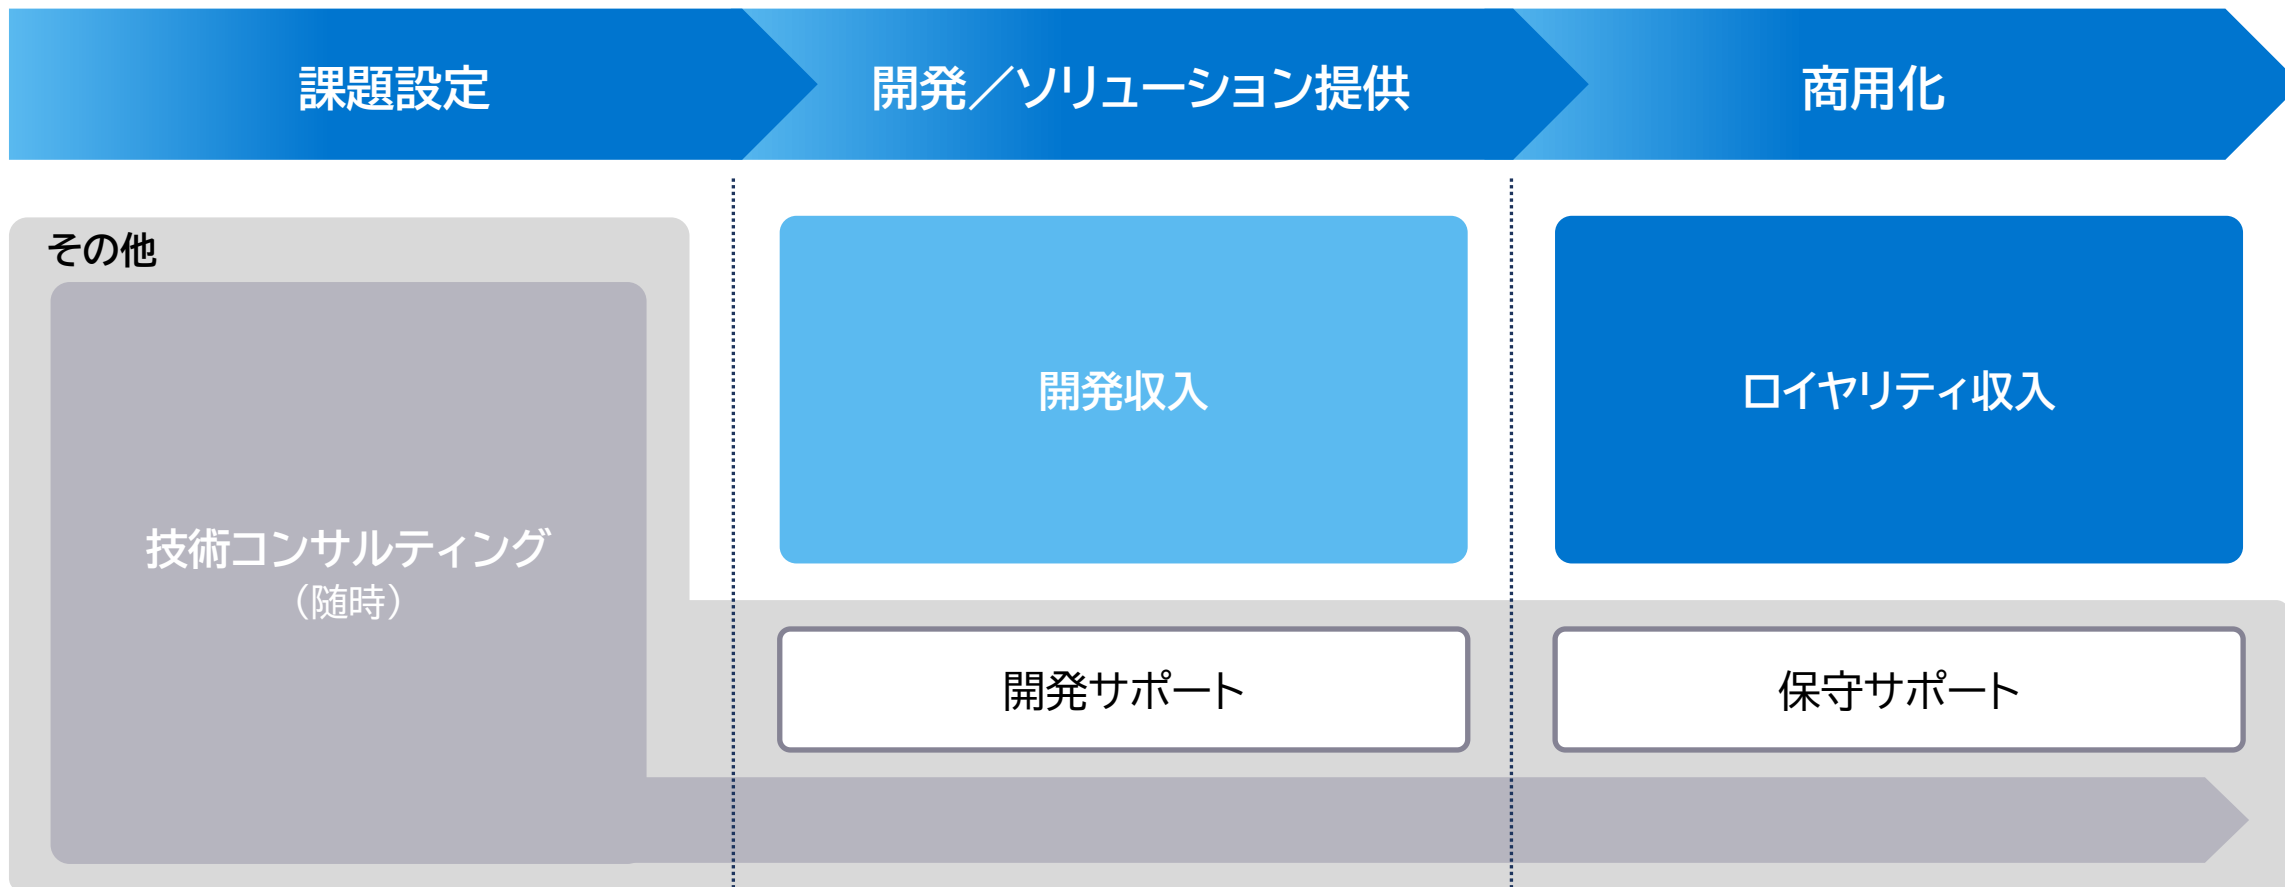 課題設定
開発／ソリューション提供
商用化
その他
技術コンサルティング
（随時）
開発収入
ロイヤリティ収入
開発サポート
保守サポート